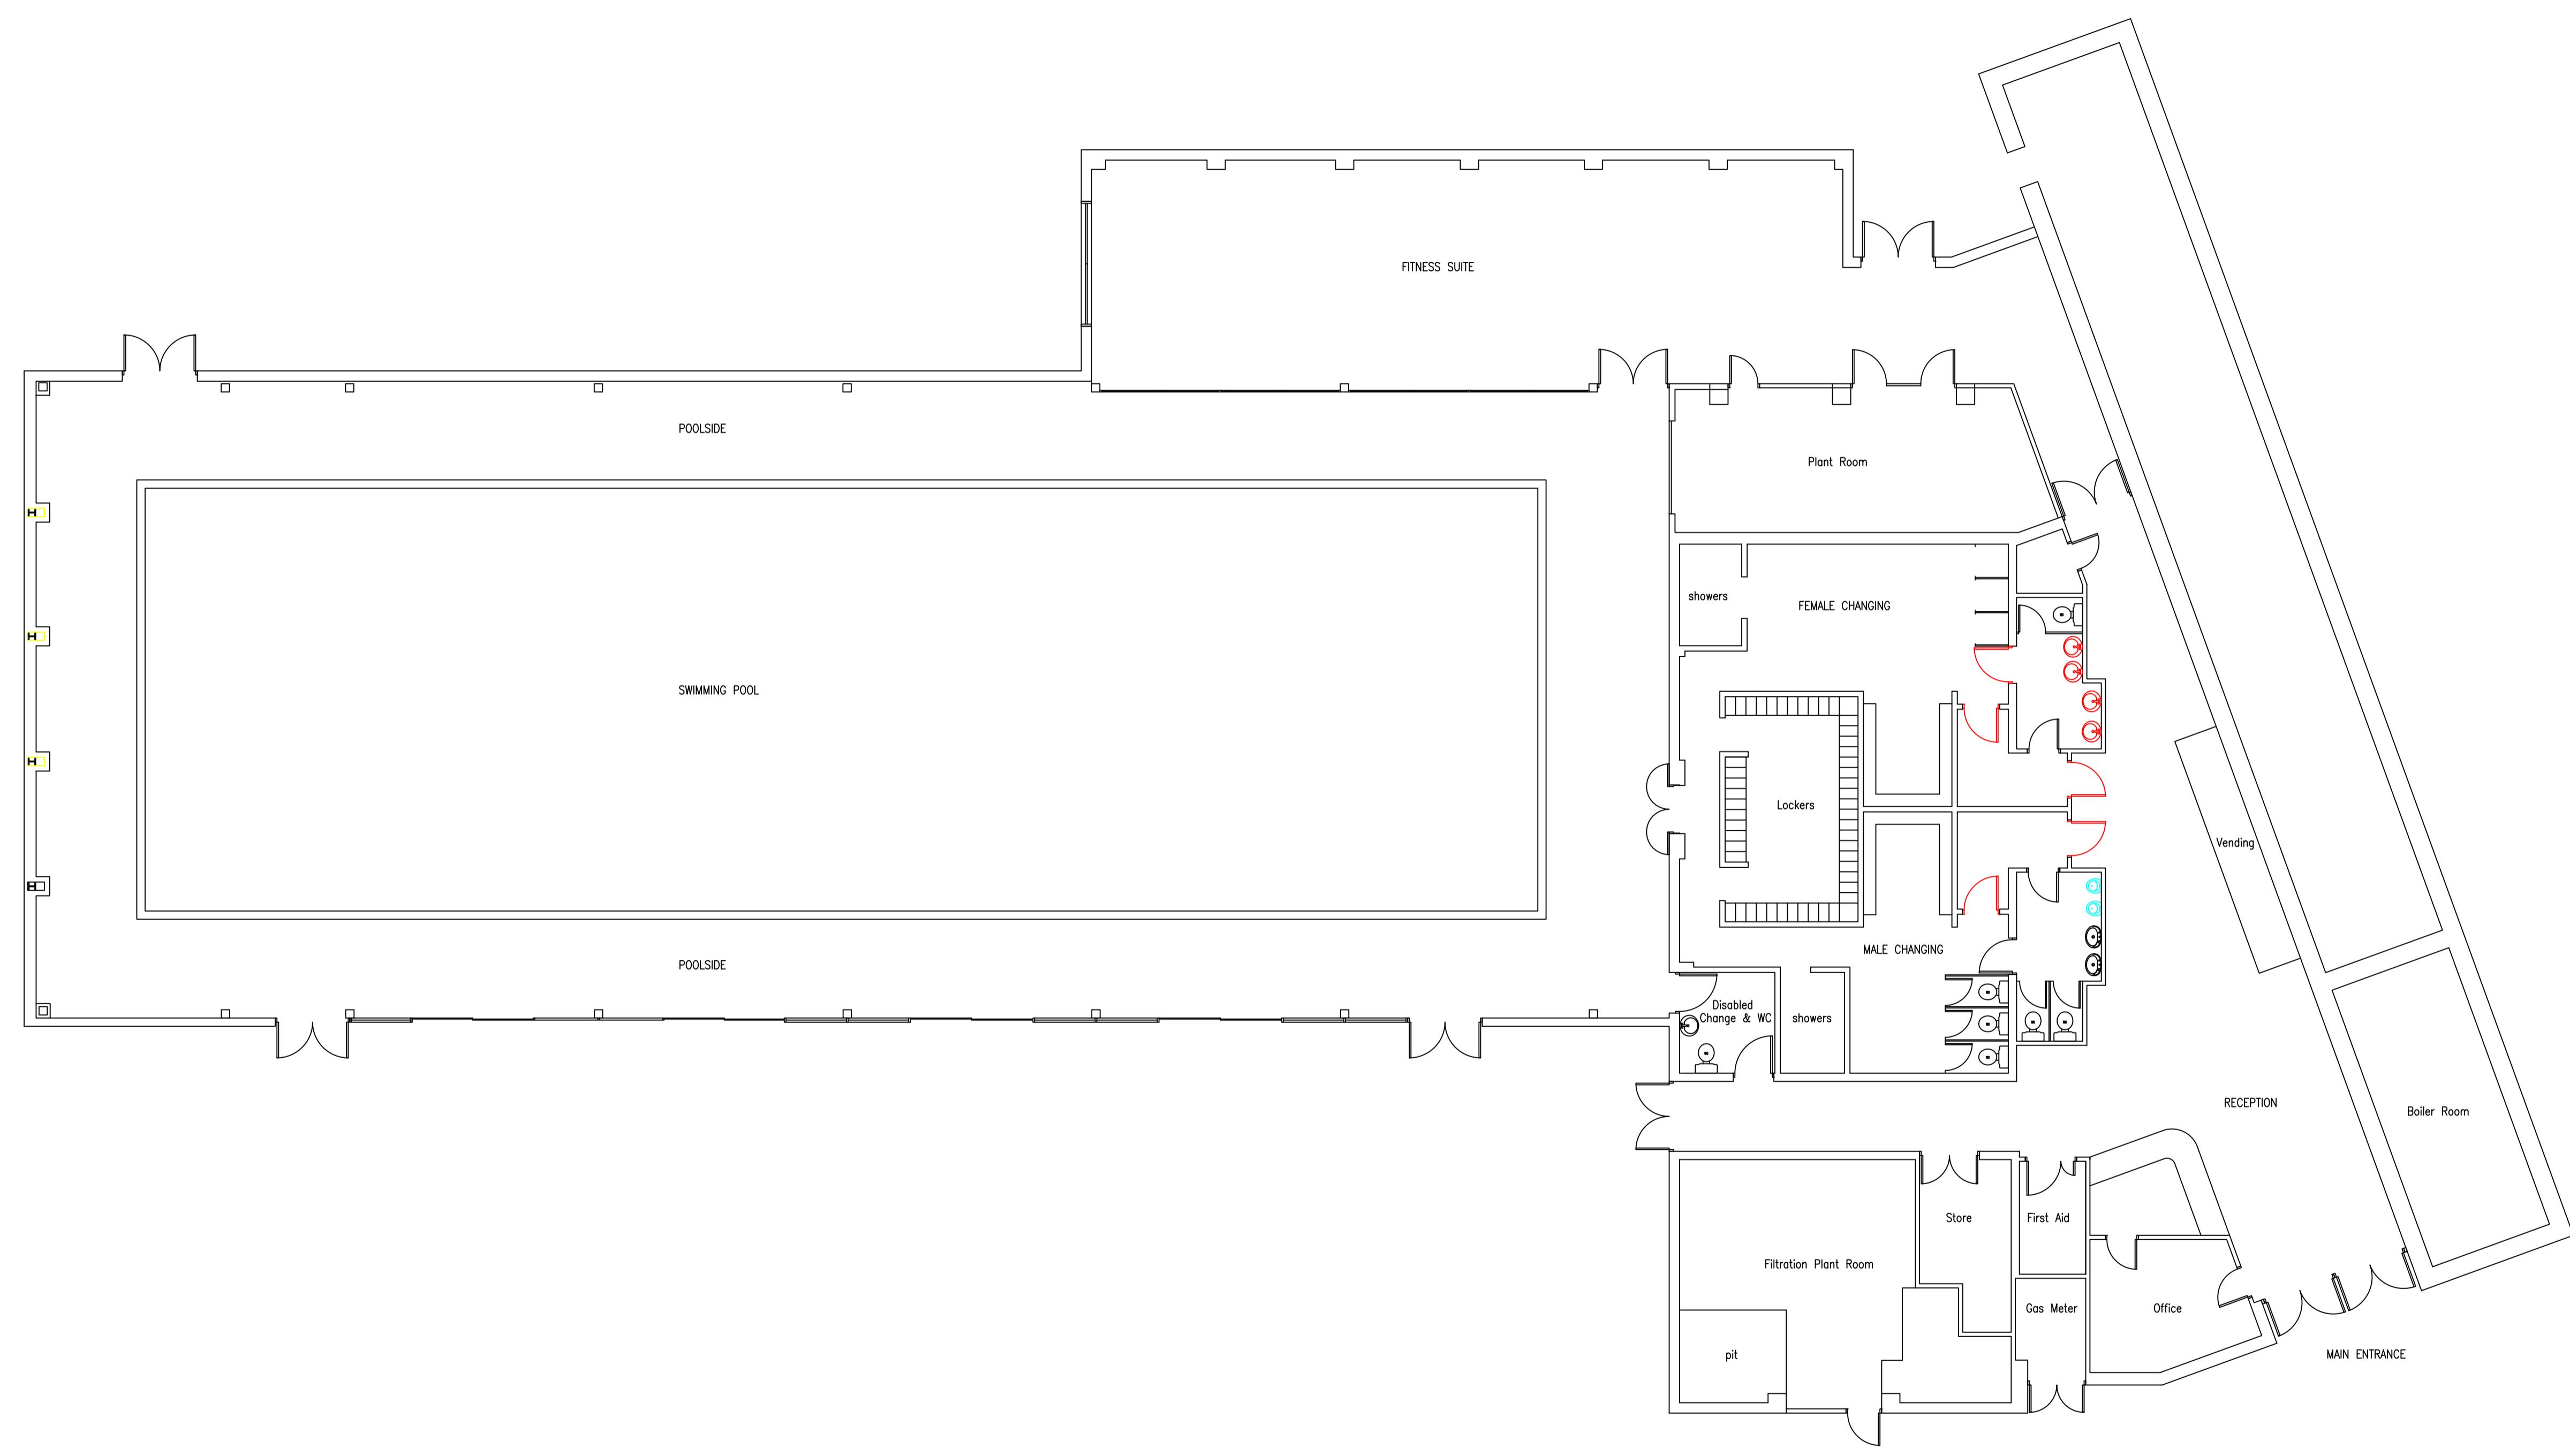 FITNESS SUITE
POOLSIDE
Plant Room
showers
FEMALE CHANGING
SWIMMING POOL
Lockers
Vending
MALE CHANGING
POOLSIDE
Disabled
Change & WC
showers
RECEPTION
Boiler Room
Store
First Aid
Filtration Plant Room
Gas Meter
Office
pit
MAIN ENTRANCE